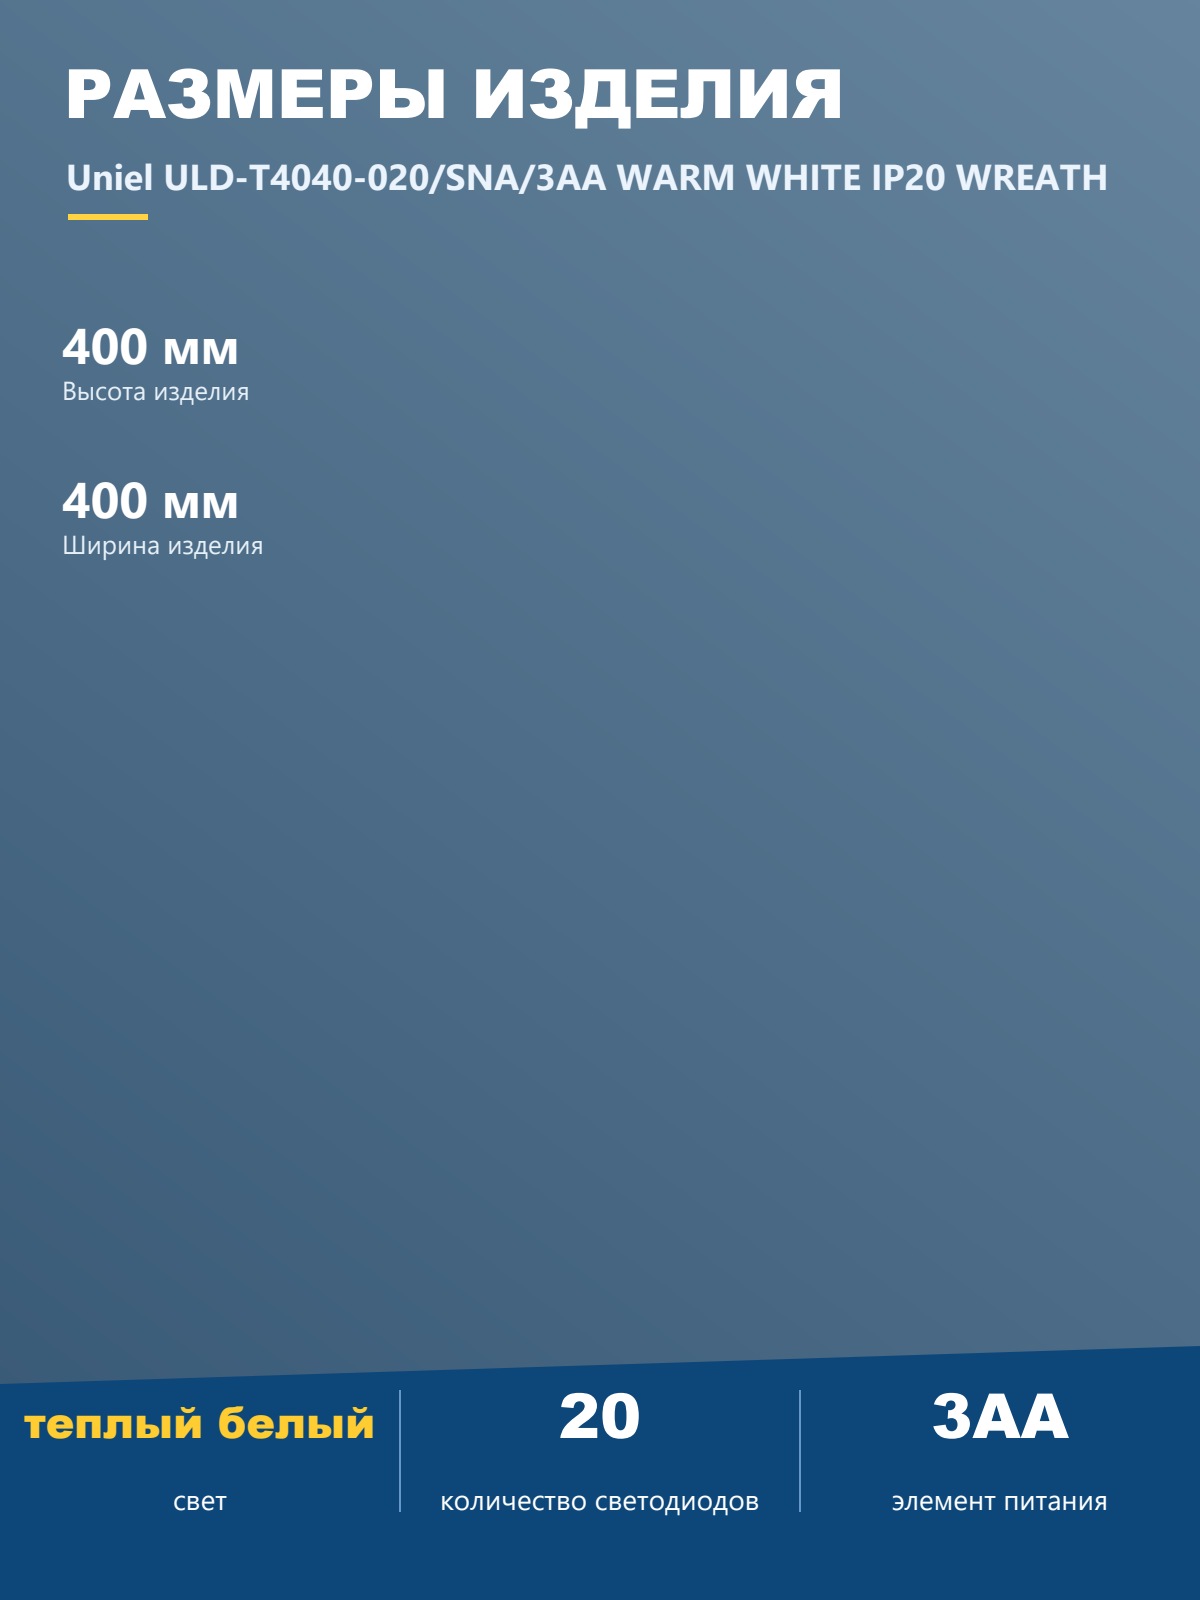 РАЗМЕРЫ ИЗДЕЛИЯ
Uniel ULD-T4040-020/SNA/3AA WARM WHITE IP20 WREATH
400 мм
Высота изделия
400 мм
Ширина изделия
теплый белый
свет
20
количество светодиодов
3AA
элемент питания